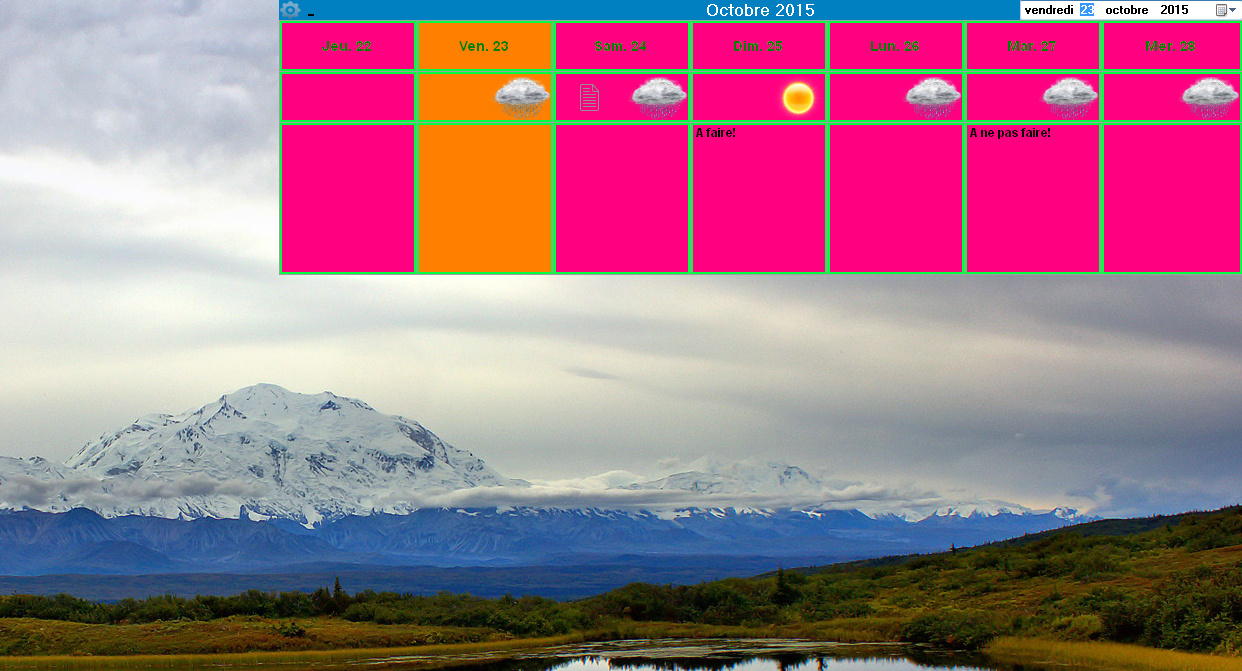 Octobre 2015
vendredi 23 octobre 2015
Jeu. 22
Ven. 23
Sam. 24
Dim. 25
Lun. 26
Mar. 27
Mer. 28
A faire!
A ne pas faire!